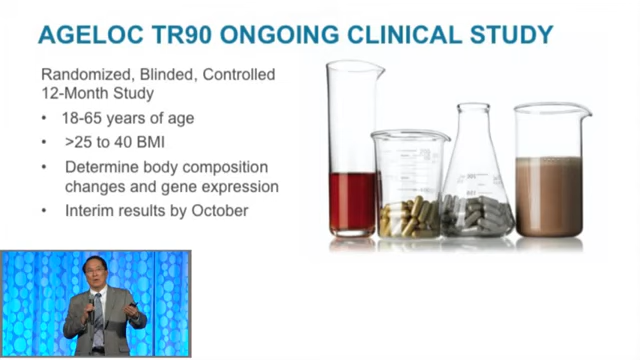 AGELOC TR90 ONGOING CLINICAL STUDY
Randomized, Blinded, Controlled
12-Month Study
• 18-65 years of age
• >25 to 40 BMI
• Determine body composition
changes and gene expression
• Interim results by October